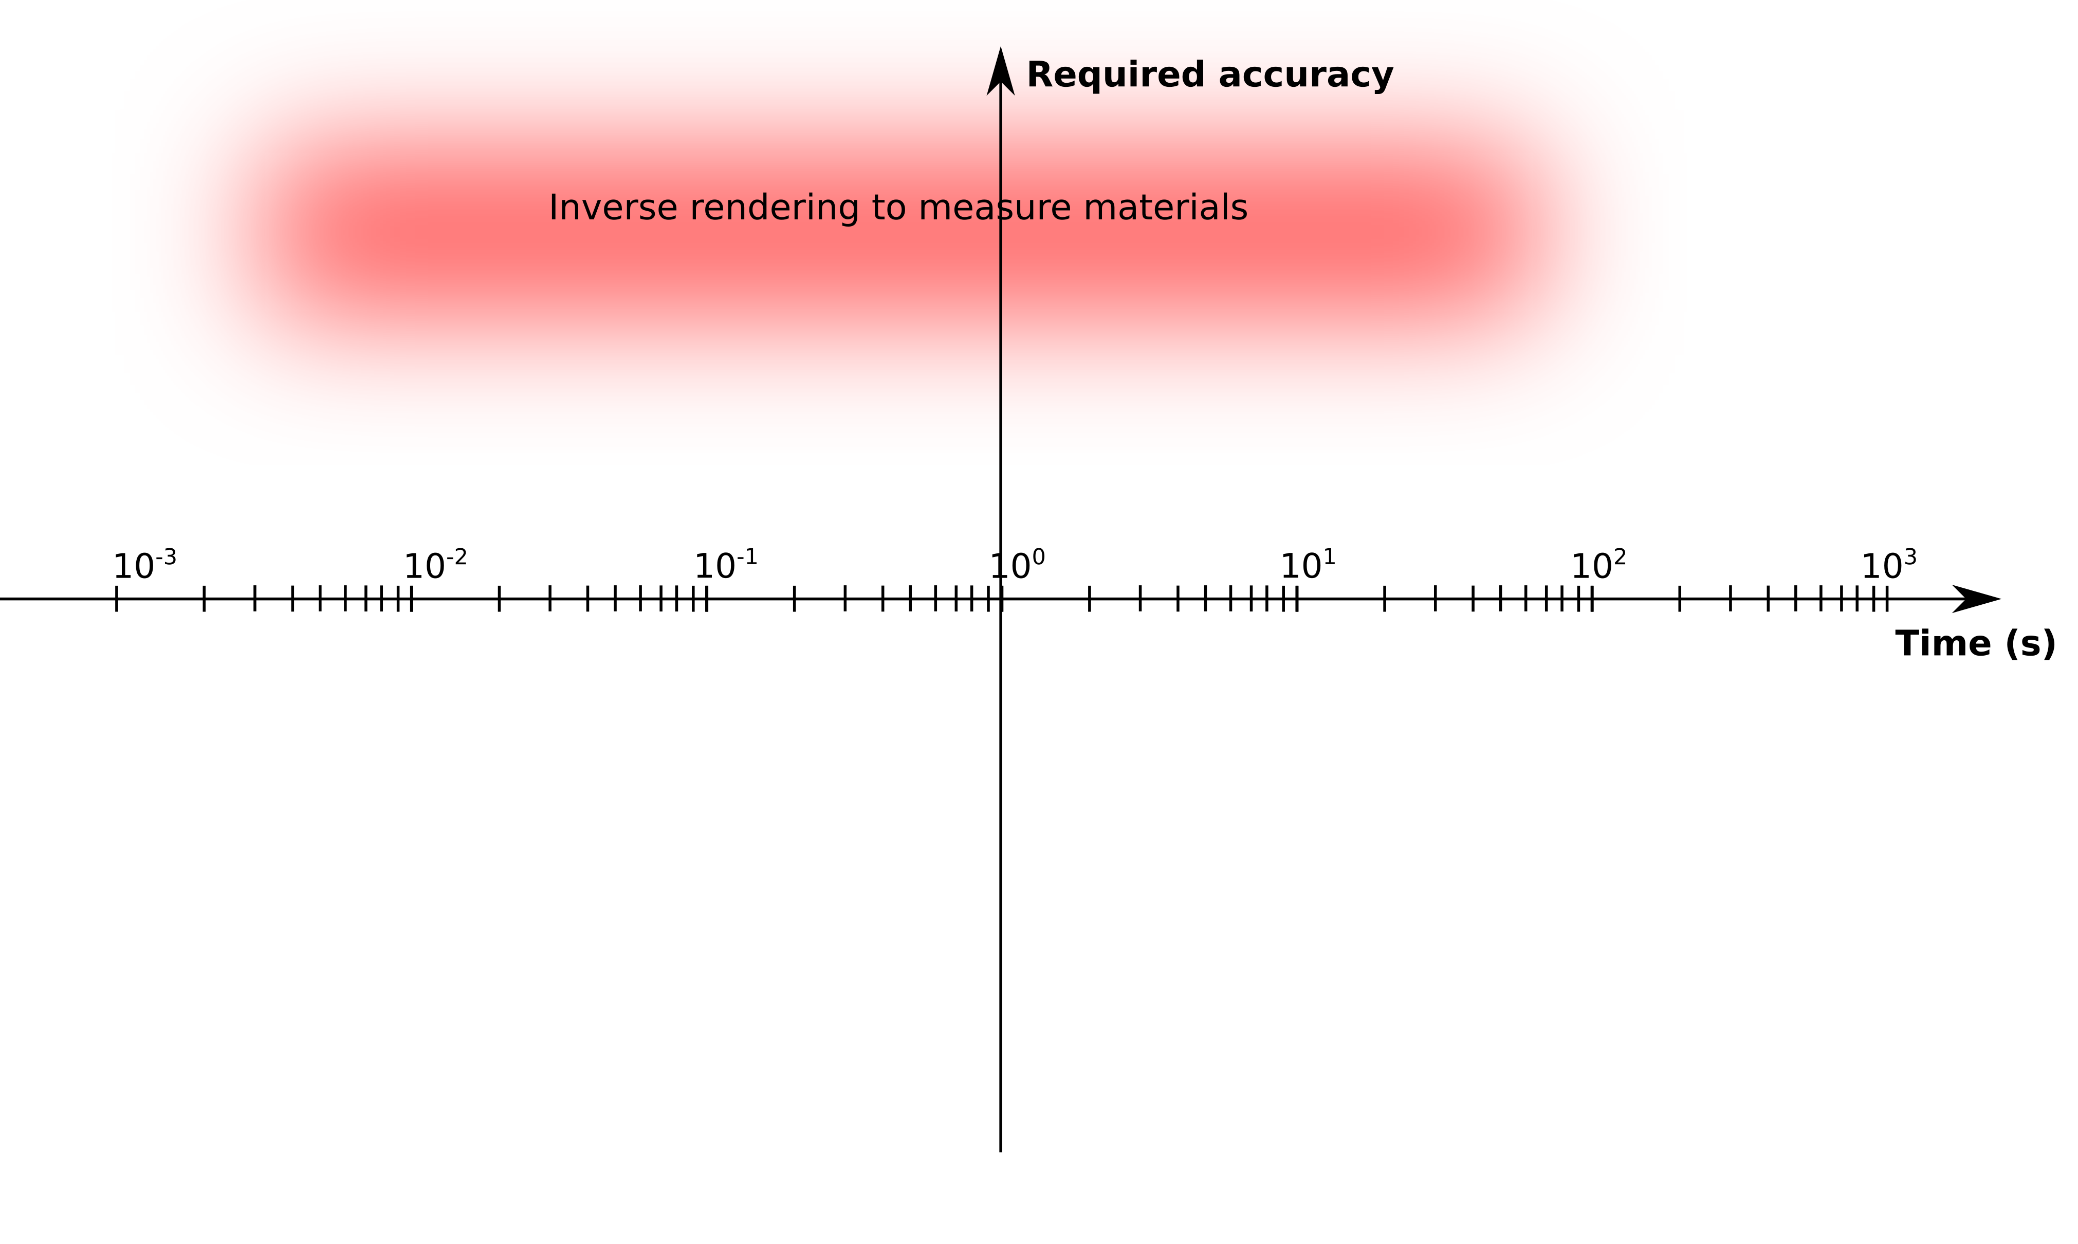 Required accuracy
Inverse rendering to measure materials
10⁻³ 10⁻² 10⁻¹ 10⁰ 10¹ 10² 10³
Time (s)